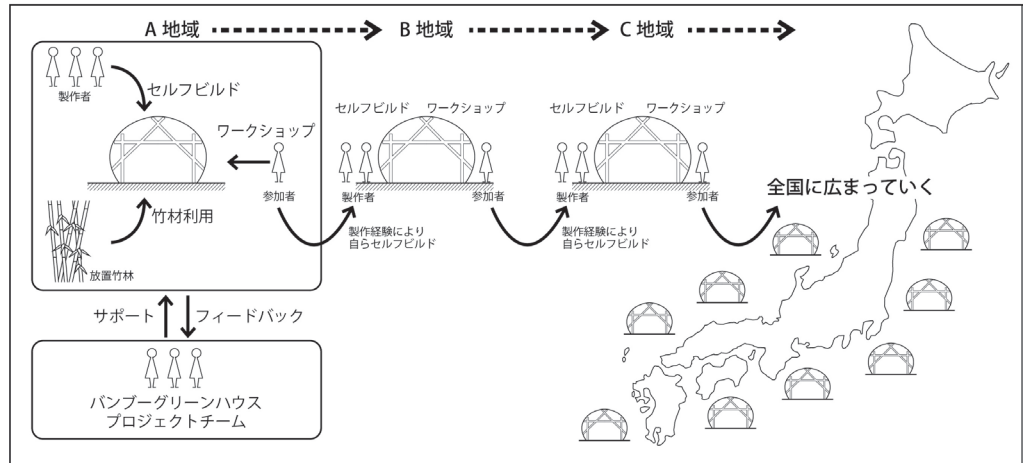 A 地域
B 地域
C 地域
製作者
セルフビルド
ワークショップ
参加者
竹材利用
放置竹林
サポート
フィードバック
バンブーグリーンハウス
プロジェクトチーム
セルフビルド
ワークショップ
製作者
参加者
製作経験により
自らセルフビルド
セルフビルド
ワークショップ
製作者
参加者
製作経験により
自らセルフビルド
全国に広まっていく